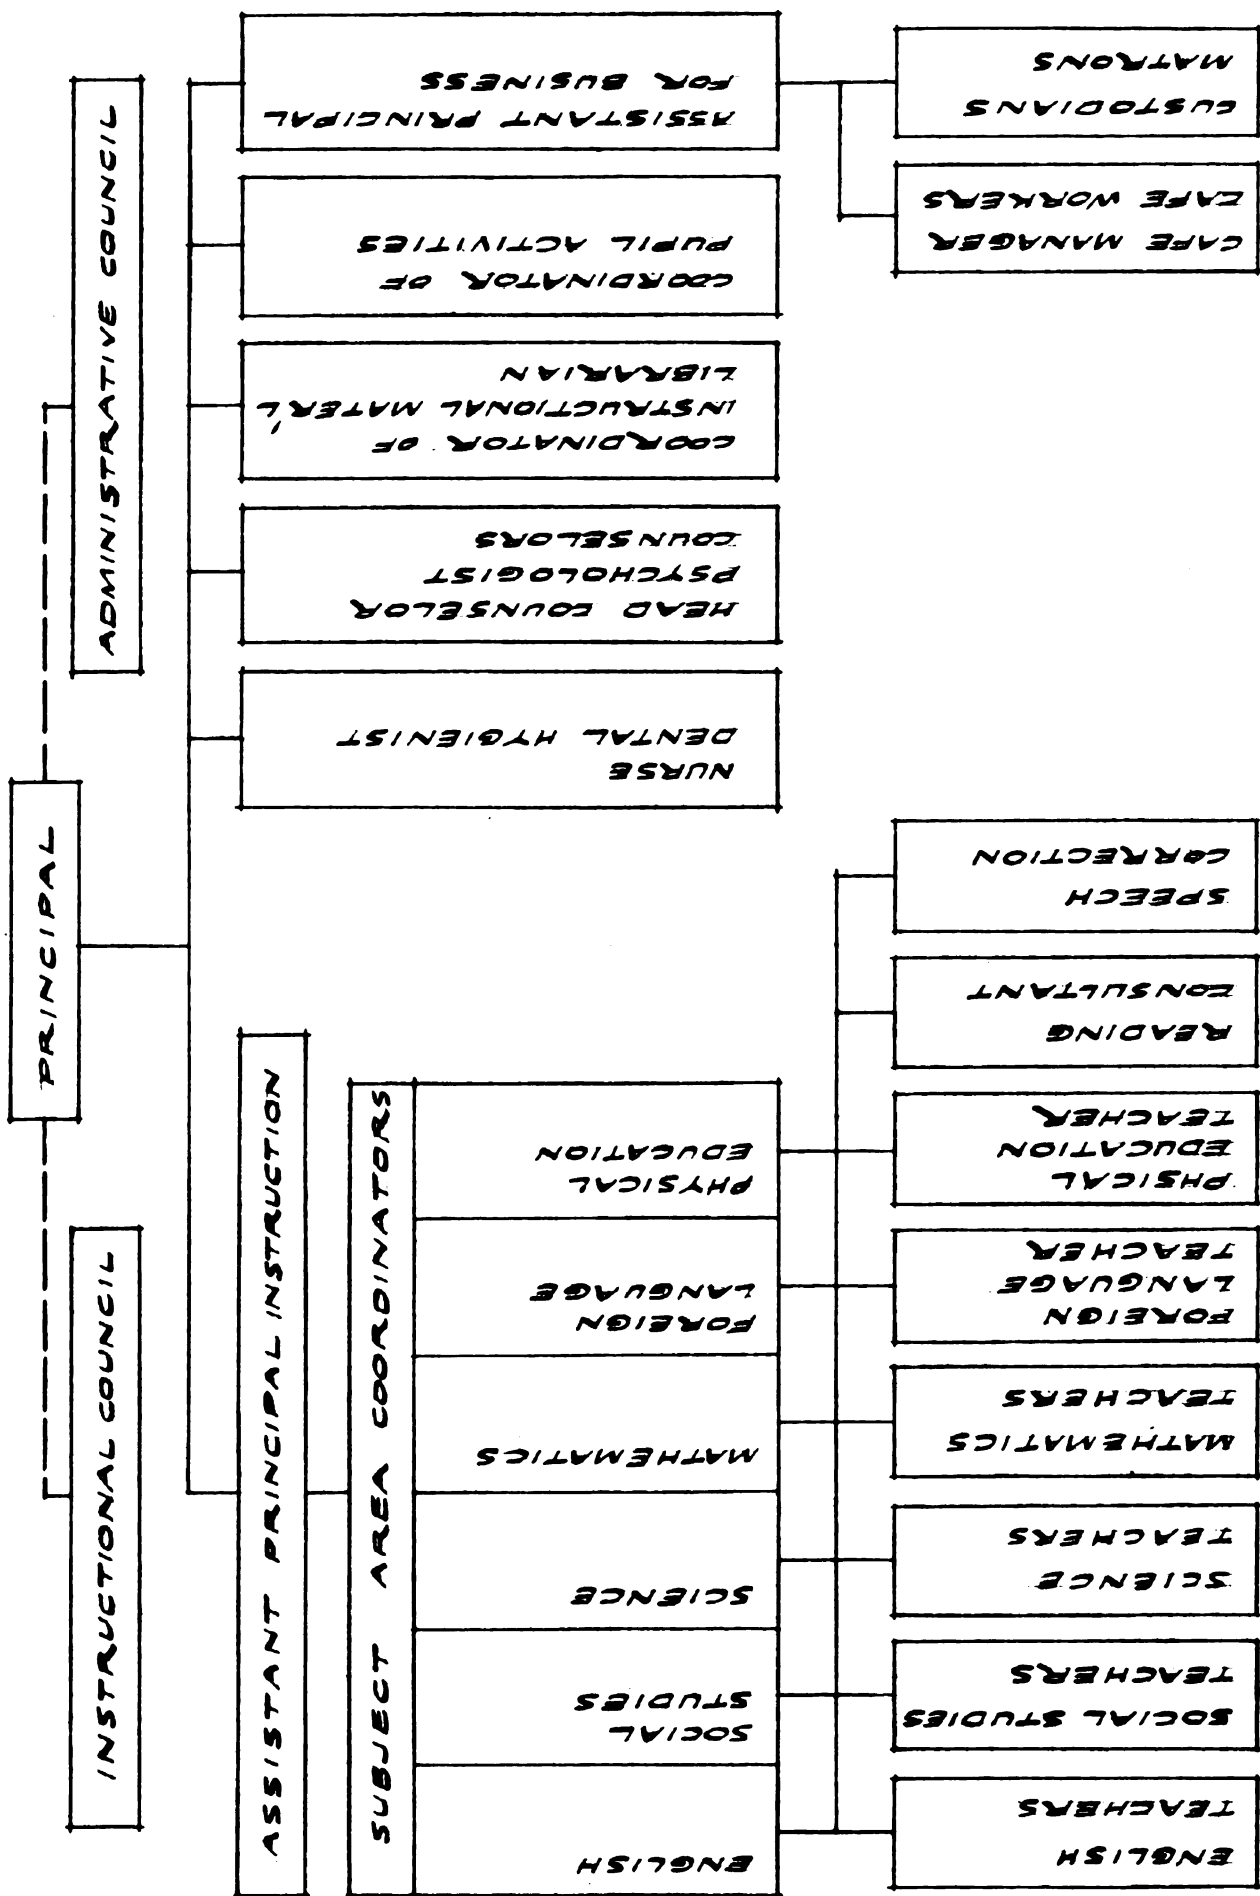 PRINCIPAL
INSTRUCTIONAL COUNCIL
ADMINISTRATIVE COUNCIL
ASSISTANT PRINCIPAL INSTRUCTION
SUBJECT AREA COORDINATORS
ENGLISH
SOCIAL
STUDIES
SCIENCE
MATHEMATICS
FOREIGN
LANGUAGE
PHYSICAL
EDUCATION
NURSE
DENTAL HYGIENIST
HEAD COUNSELOR
PSYCHOLOGIST
COUNSELORS
COORDINATOR OF
INSTRUCTIONAL MATER'L
LIBRARIAN
COORDINATOR OF
PUPIL ACTIVITIES
ASSISTANT PRINCIPAL
FOR BUSINESS
ENGLISH
TEACHERS
SOCIAL STUDIES
TEACHERS
SCIENCE
TEACHERS
MATHEMATICS
TEACHERS
FOREIGN
LANGUAGE
TEACHER
PHSICAL
EDUCATION
TEACHER
READING
CONSULTANT
SPEECH
CORRECTION
CAFE MANAGER
CAFE WORKERS
CUSTODIANS
MATRONS